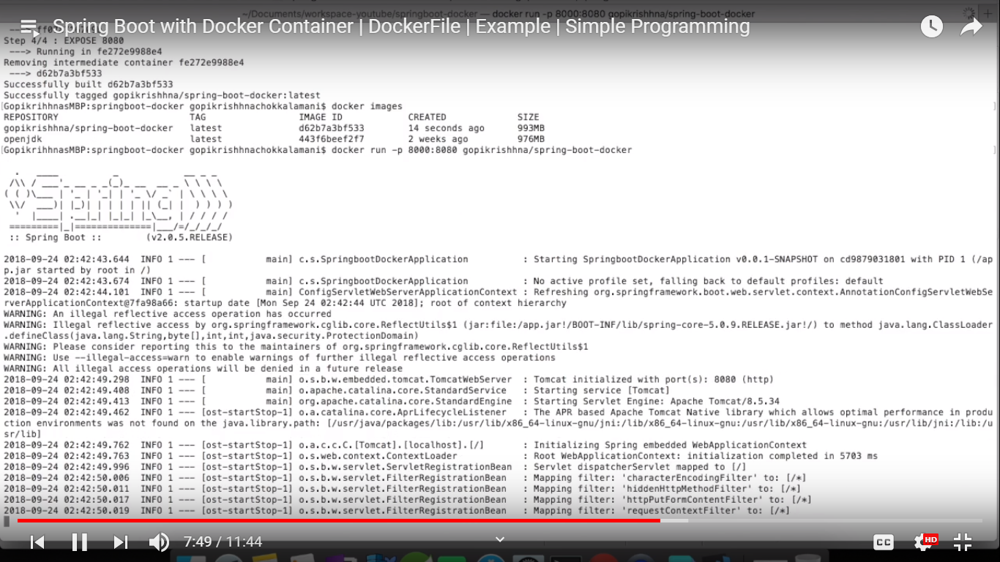 ~/Documents/workspace-youtube/springboot-docker — docker run -p 8000:8080 gopikrishhna/spring-boot-docker
Spring Boot with Docker Container | DockerFile | Example | Simple Programming
Step 4/4 : EXPOSE 8080
---> Running in fe272e9988e4
Removing intermediate container fe272e9988e4
---> d62b7a3bf533
Successfully built d62b7a3bf533
Successfully tagged gopikrishhna/spring-boot-docker:latest
[GopikrihhnasMBP:springboot-docker gopikrishhnachokkalamani$ docker images ]
REPOSITORY TAG IMAGE ID CREATED SIZE
gopikrishhna/spring-boot-docker latest d62b7a3bf533 14 seconds ago 993MB
openjdk latest 443f6beef2f7 2 weeks ago 976MB
[GopikrihhnasMBP:springboot-docker gopikrishhnachokkalamani$ docker run -p 8000:8080 gopikrishhna/spring-boot-docker ]
Spring
:: Spring Boot :: (v2.0.5.RELEASE)
2018-09-24 02:42:43.644 INFO 1 --- [ main] c.s.SpringbootDockerApplication : Starting SpringbootDockerApplication v0.0.1-SNAPSHOT on cd9879031801 with PID 1 (/ap
p.jar started by root in /)
2018-09-24 02:42:43.674 INFO 1 --- [ main] c.s.SpringbootDockerApplication : No active profile set, falling back to default profiles: default
2018-09-24 02:42:44.101 INFO 1 --- [ main] ConfigServletWebServerApplicationContext : Refreshing org.springframework.boot.web.servlet.context.AnnotationConfigServletWebSe
rverApplicationContext@7fa98a66: startup date [Mon Sep 24 02:42:44 UTC 2018]; root of context hierarchy
WARNING: An illegal reflective access operation has occurred
WARNING: Illegal reflective access by org.springframework.cglib.core.ReflectUtils$1 (jar:file:/app.jar!/BOOT-INF/lib/spring-core-5.0.9.RELEASE.jar!/) to method java.lang.ClassLoader
.defineClass(java.lang.String,byte[],int,int,java.security.ProtectionDomain)
WARNING: Please consider reporting this to the maintainers of org.springframework.cglib.core.ReflectUtils$1
WARNING: Use --illegal-access=warn to enable warnings of further illegal reflective access operations
WARNING: All illegal access operations will be denied in a future release
2018-09-24 02:42:49.298 INFO 1 --- [ main] o.s.b.w.embedded.tomcat.TomcatWebServer : Tomcat initialized with port(s): 8080 (http)
2018-09-24 02:42:49.408 INFO 1 --- [ main] o.apache.catalina.core.StandardService : Starting service [Tomcat]
2018-09-24 02:42:49.413 INFO 1 --- [ main] org.apache.catalina.core.StandardEngine : Starting Servlet Engine: Apache Tomcat/8.5.34
2018-09-24 02:42:49.462 INFO 1 --- [ost-startStop-1] o.a.catalina.core.AprLifecycleListener : The APR based Apache Tomcat Native library which allows optimal performance in produ
ction environments was not found on the java.library.path: [/usr/java/packages/lib:/usr/lib/x86_64-linux-gnu/jni:/lib/x86_64-linux-gnu:/usr/lib/x86_64-linux-gnu:/usr/lib/jni:/lib:/u
sr/lib]
2018-09-24 02:42:49.762 INFO 1 --- [ost-startStop-1] o.a.c.c.C.[Tomcat].[localhost].[/] : Initializing Spring embedded WebApplicationContext
2018-09-24 02:42:49.763 INFO 1 --- [ost-startStop-1] o.s.web.context.ContextLoader : Root WebApplicationContext: initialization completed in 5703 ms
2018-09-24 02:42:49.996 INFO 1 --- [ost-startStop-1] o.s.b.w.servlet.ServletRegistrationBean : Servlet dispatcherServlet mapped to [/]
2018-09-24 02:42:50.006 INFO 1 --- [ost-startStop-1] o.s.b.w.servlet.FilterRegistrationBean : Mapping filter: 'characterEncodingFilter' to: [/*]
2018-09-24 02:42:50.011 INFO 1 --- [ost-startStop-1] o.s.b.w.servlet.FilterRegistrationBean : Mapping filter: 'hiddenHttpMethodFilter' to: [/*]
2018-09-24 02:42:50.017 INFO 1 --- [ost-startStop-1] o.s.b.w.servlet.FilterRegistrationBean : Mapping filter: 'httpPutFormContentFilter' to: [/*]
2018-09-24 02:42:50.019 INFO 1 --- [ost-startStop-1] o.s.b.w.servlet.FilterRegistrationBean : Mapping filter: 'requestContextFilter' to: [/*]
7:49 / 11:44 CC HD